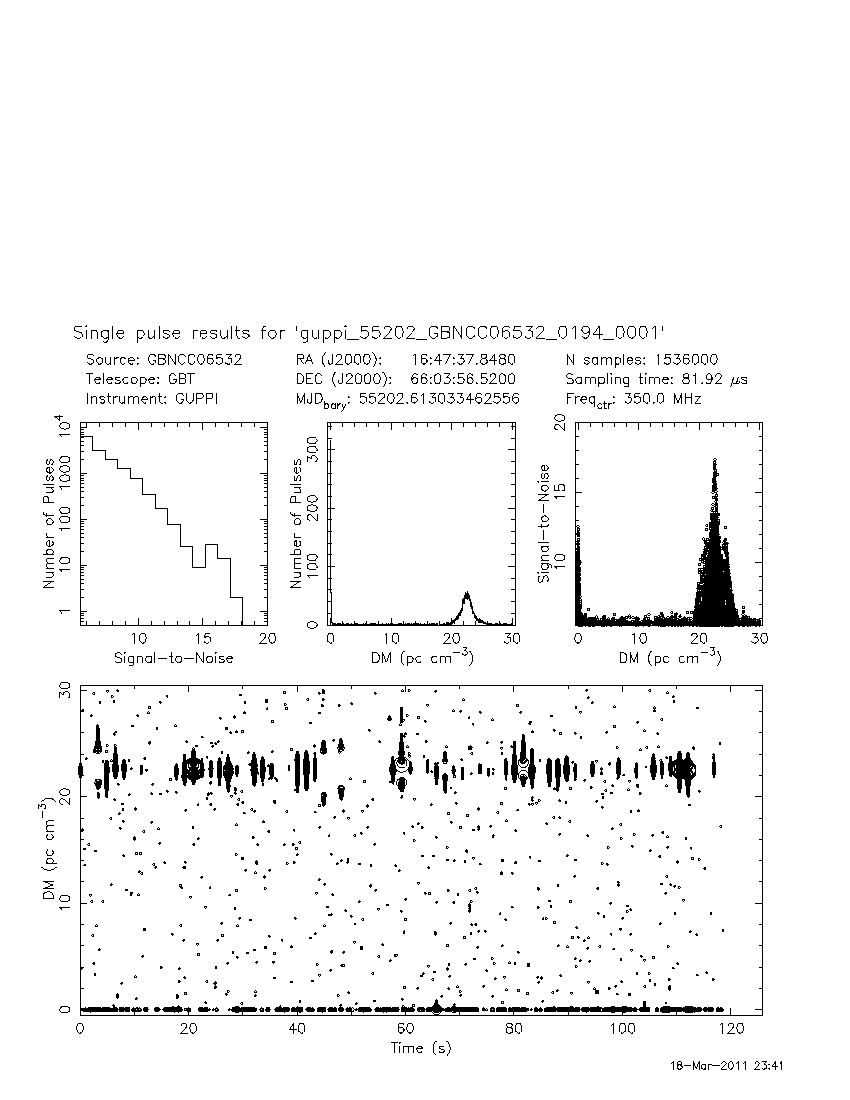 Single pulse results for 'guppi_55202_GBNCC06532_0194_0001'
Source: GBNCC06532
RA (J2000): 16:47:37.8480
N samples: 1536000
Telescope: GBT
DEC (J2000): 66:03:56.5200
Sampling time: 81.92 μs
Instrument: GUPPI
MJD_bary: 55202.613033462556
Freq_ctr: 350.0 MHz
Number of Pulses
10^4
1000
100
10
1
10 15 20
Signal-to-Noise
Number of Pulses
300
200
100
0
0 10 20 30
DM (pc cm^-3)
Signal-to-Noise
20
15
10
0 10 20 30
DM (pc cm^-3)
DM (pc cm^-3)
30
20
10
0
0 20 40 60 80 100 120
Time (s)
18-Mar-2011 23:41